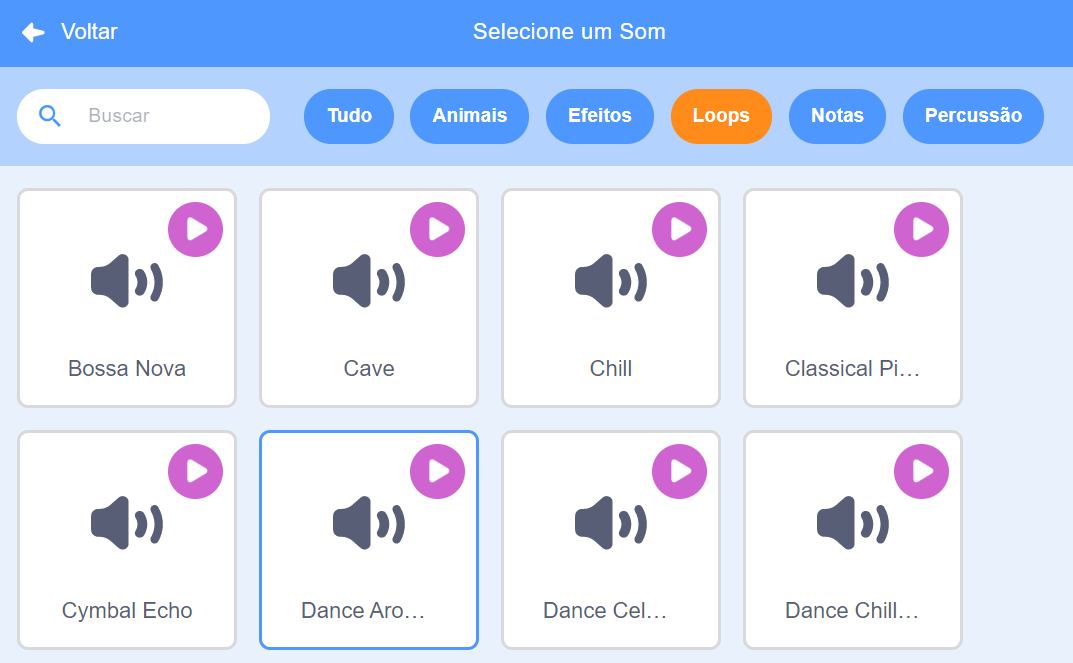 Voltar
Selecione um Som
Buscar
Tudo
Animais
Efeitos
Loops
Notas
Percussão
Bossa Nova
Cave
Chill
Classical Pi…
Cymbal Echo
Dance Aro…
Dance Cel…
Dance Chill…